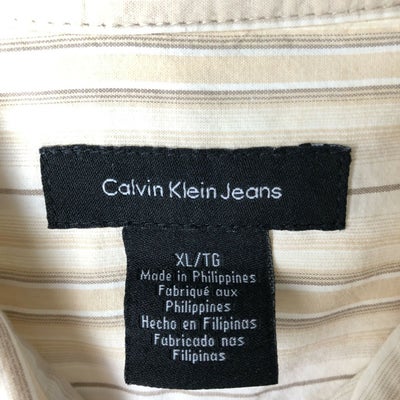 Calvin Klein Jeans
XL/TG
Made in Philippines
Fabriqué aux
Philippines
Hecho en Filipinas
Fabricado nas
Filipinas